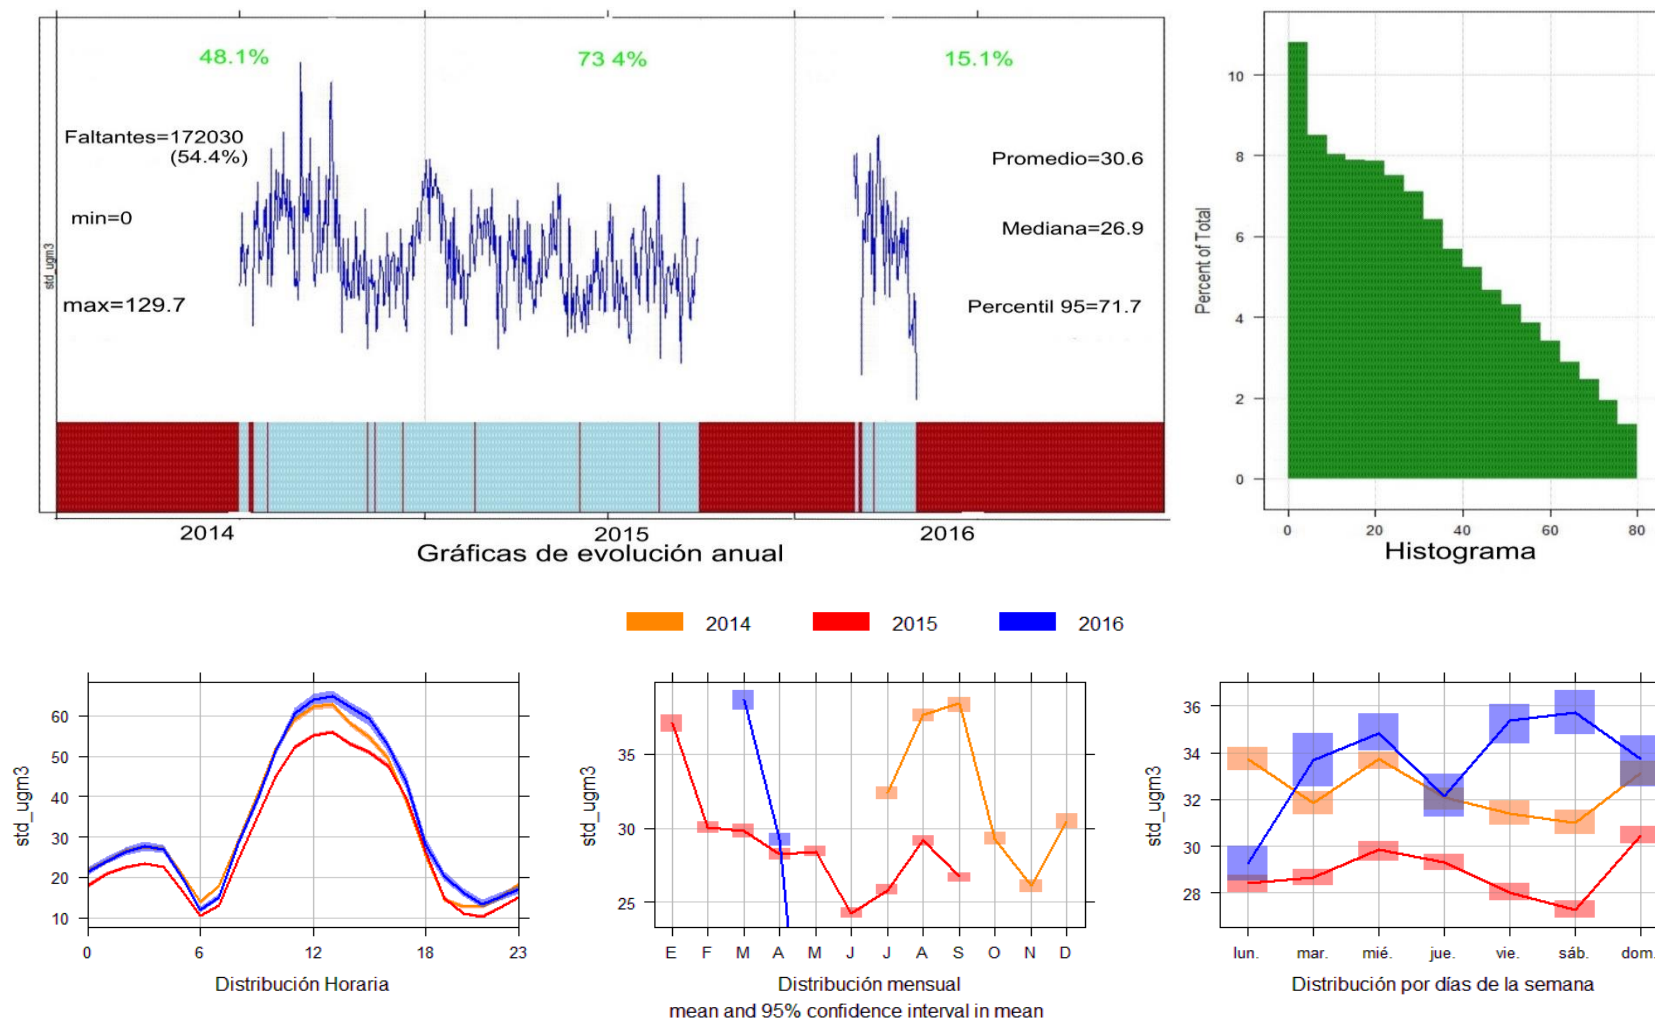 48.1%
73 4%
15.1%
Faltantes=172030
(54.4%)
min=0
max=129.7
Promedio=30.6
Mediana=26.9
Percentil 95=71.7
std_ugm3
2014
2015
2016
Gráficas de evolución anual
Percent of Total
10
8
6
4
2
0
0
20
40
60
80
Histograma
2014
2015
2016
std_ugm3
60
50
40
30
20
10
0
6
12
18
23
Distribución Horaria
std_ugm3
35
30
25
E
F
M
A
M
J
J
A
S
O
N
D
Distribución mensual
mean and 95% confidence interval in mean
std_ugm3
36
34
32
30
28
lun.
mar.
mié.
jue.
vie.
sáb.
dom.
Distribución por días de la semana